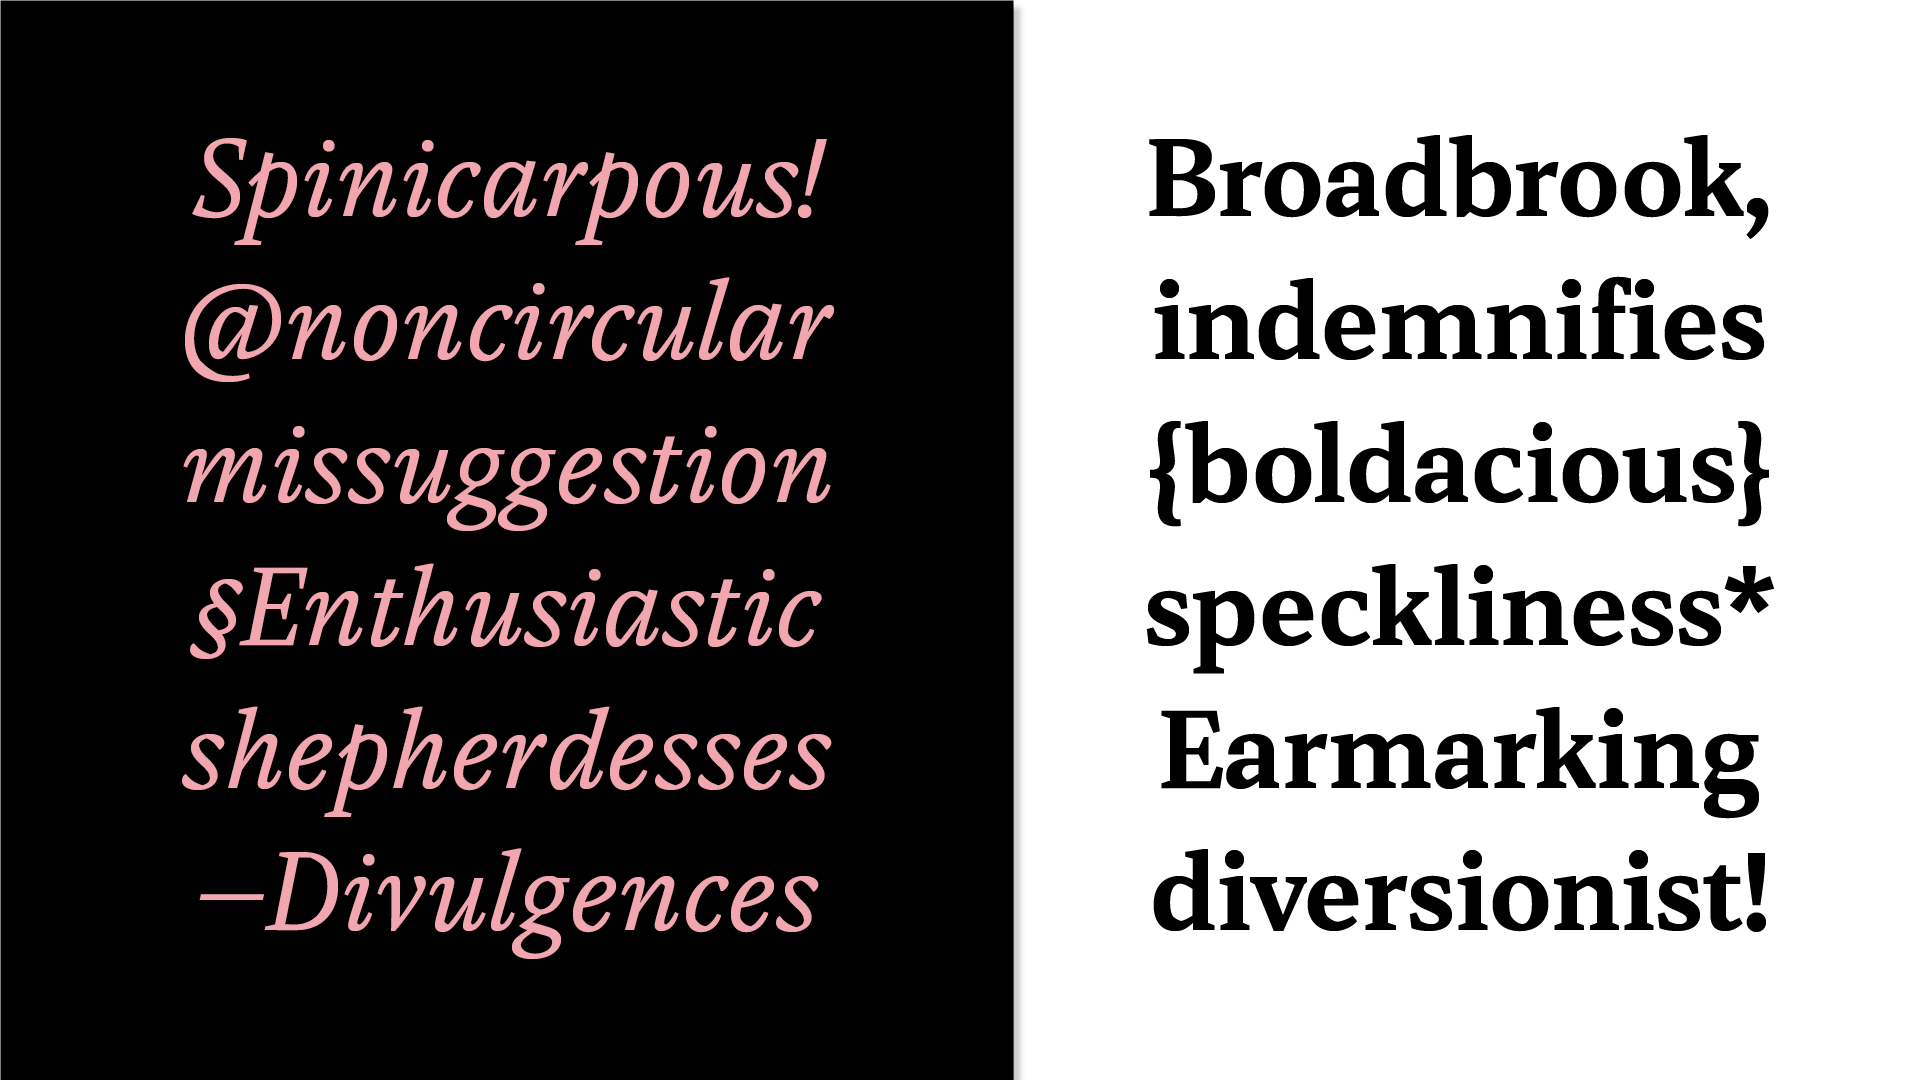 Spinicarpous!
@noncircular
missuggestion
§Enthusiastic
shepherdesses
—Divulgences
Broadbrook,
indemnifies
{boldacious}
speckliness*
Earmarking
diversionist!